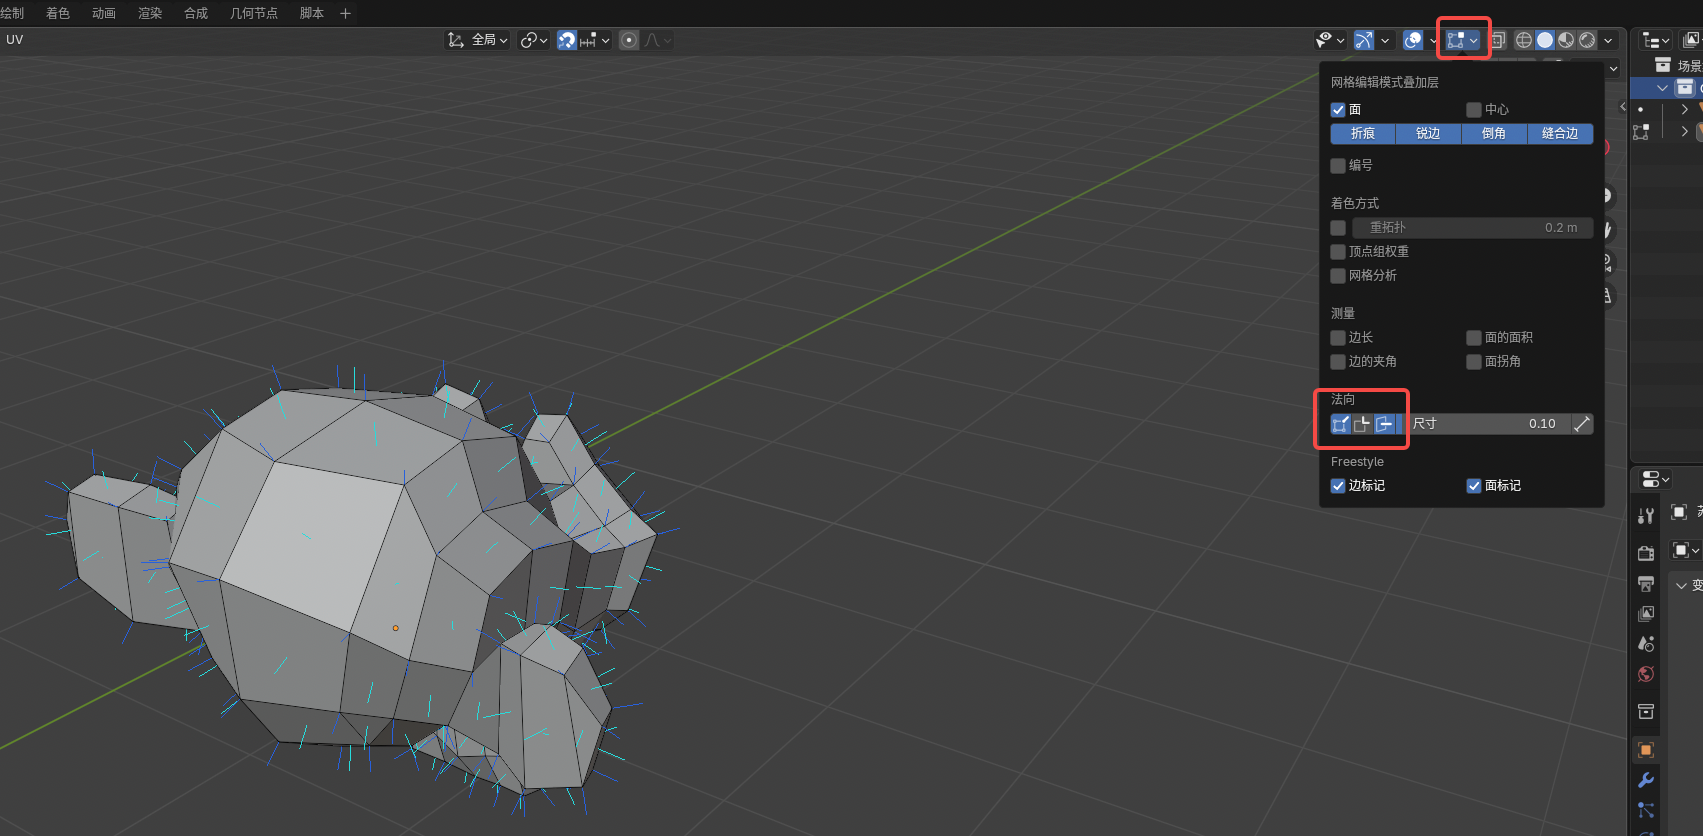 绘制 着色 动画 渲染 合成 几何节点 脚本 +
UV
全局
场景
网格编辑模式叠加层
面 中心
折痕 锐边 倒角 缝合边
编号
着色方式
重拓扑 0.2 m
顶点组权重
网格分析
测量
边长 面的面积
边的夹角 面拐角
法向
尺寸 0.10
Freestyle
边标记 面标记
变